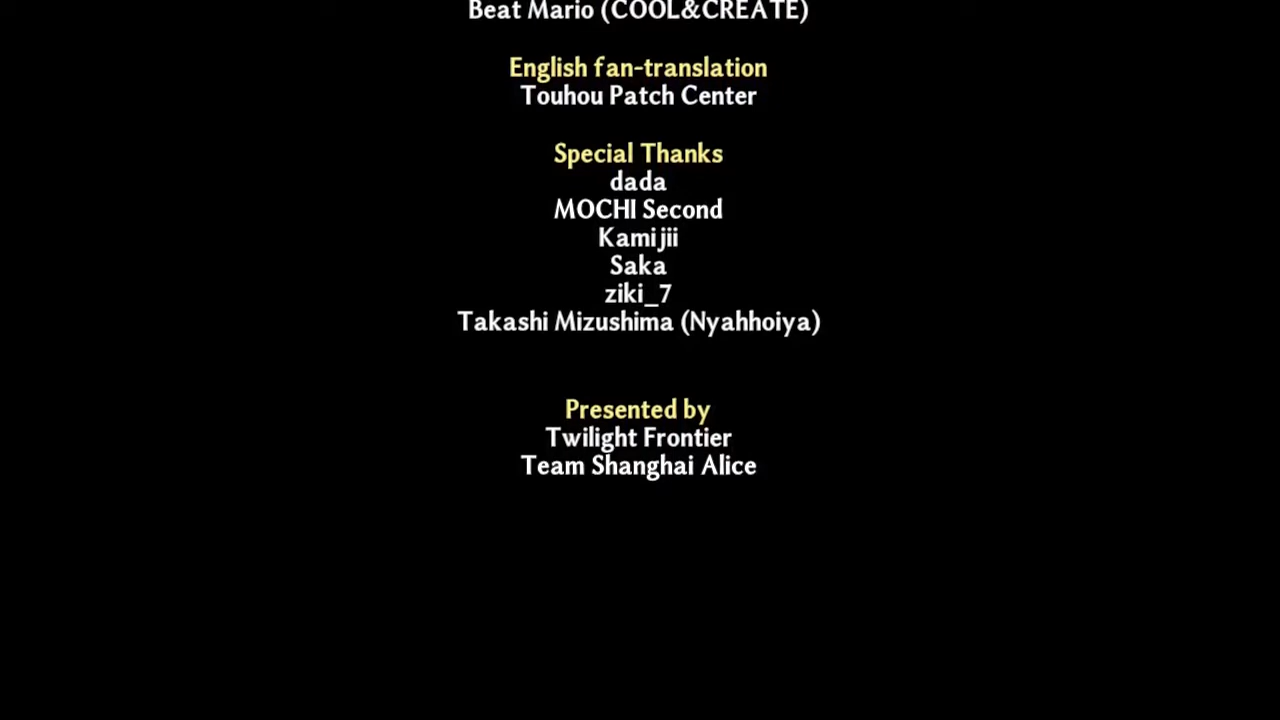 Beat Mario (COOL&CREATE)
English fan-translation
Touhou Patch Center
Special Thanks
dada
MOCHI Second
Kamijii
Saka
ziki_7
Takashi Mizushima (Nyahhoiya)
Presented by
Twilight Frontier
Team Shanghai Alice